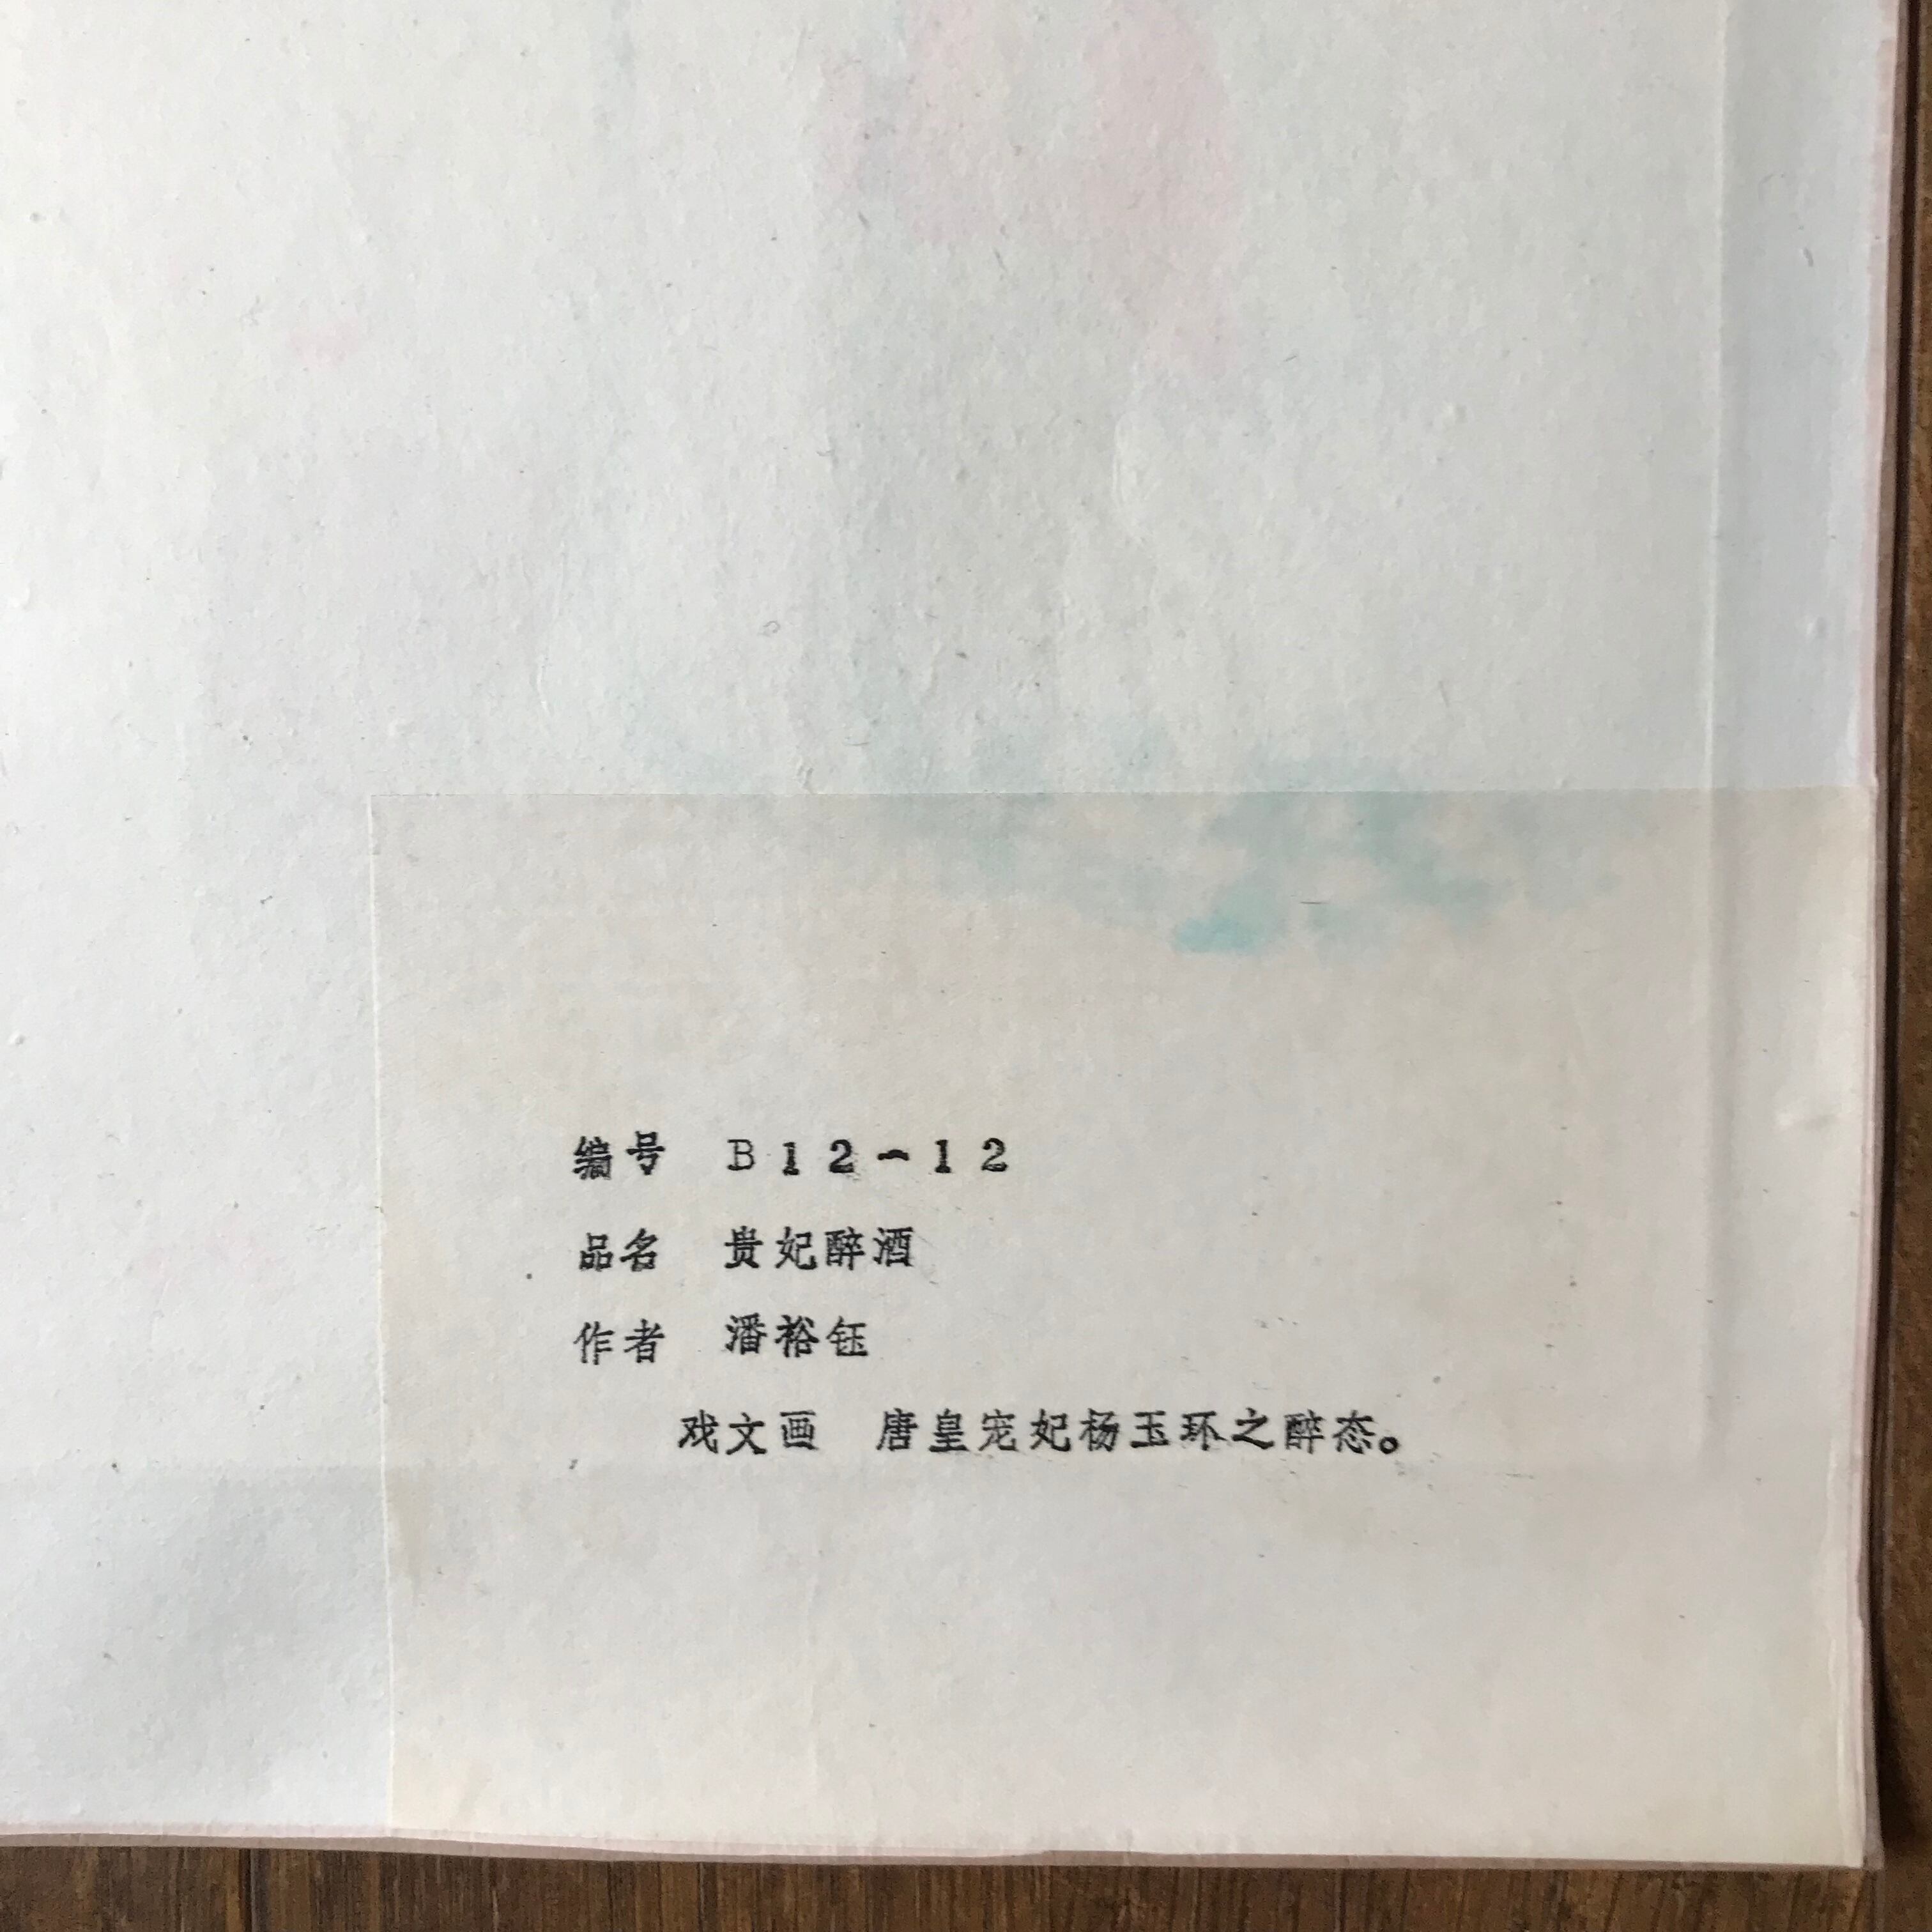 编号 B12-12
品名 贵妃醉酒
作者 潘裕钰
戏文画 唐皇宠妃杨玉环之醉态。